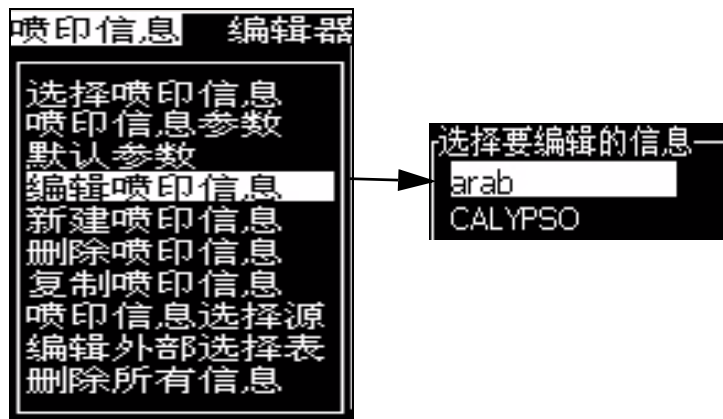 喷印信息 编辑器
选择喷印信息
喷印信息参数
默认参数
编辑喷印信息
新建喷印信息
删除喷印信息
复制喷印信息
喷印信息选择源
编辑外部选择表
删除所有信息
选择要编辑的信息
arab
CALYPSO